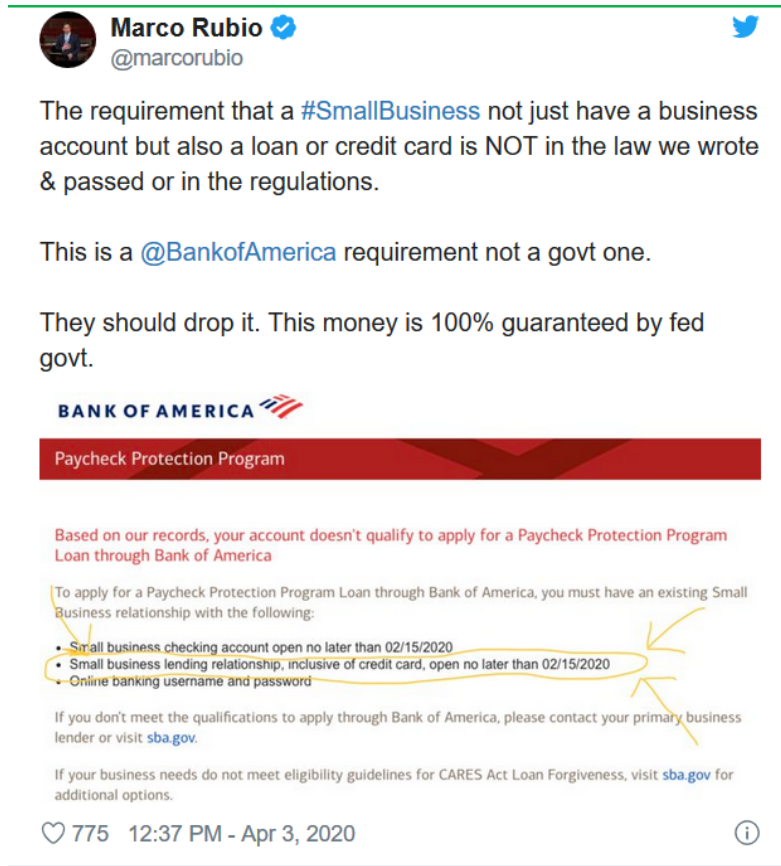 Marco Rubio
@marcorubio
The requirement that a #SmallBusiness not just have a business
account but also a loan or credit card is NOT in the law we wrote
& passed or in the regulations.
This is a @BankofAmerica requirement not a govt one.
They should drop it. This money is 100% guaranteed by fed
govt.
BANK OF AMERICA
Paycheck Protection Program
Based on our records, your account doesn't qualify to apply for a Paycheck Protection Program
Loan through Bank of America
To apply for a Paycheck Protection Program Loan through Bank of America, you must have an existing Small
Business relationship with the following:
• Small business checking account open no later than 02/15/2020
• Small business lending relationship, inclusive of credit card, open no later than 02/15/2020
• Online banking username and password
If you don't meet the qualifications to apply through Bank of America, please contact your primary business
lender or visit sba.gov.
If your business needs do not meet eligibility guidelines for CARES Act Loan Forgiveness, visit sba.gov for
additional options.
775 12:37 PM - Apr 3, 2020